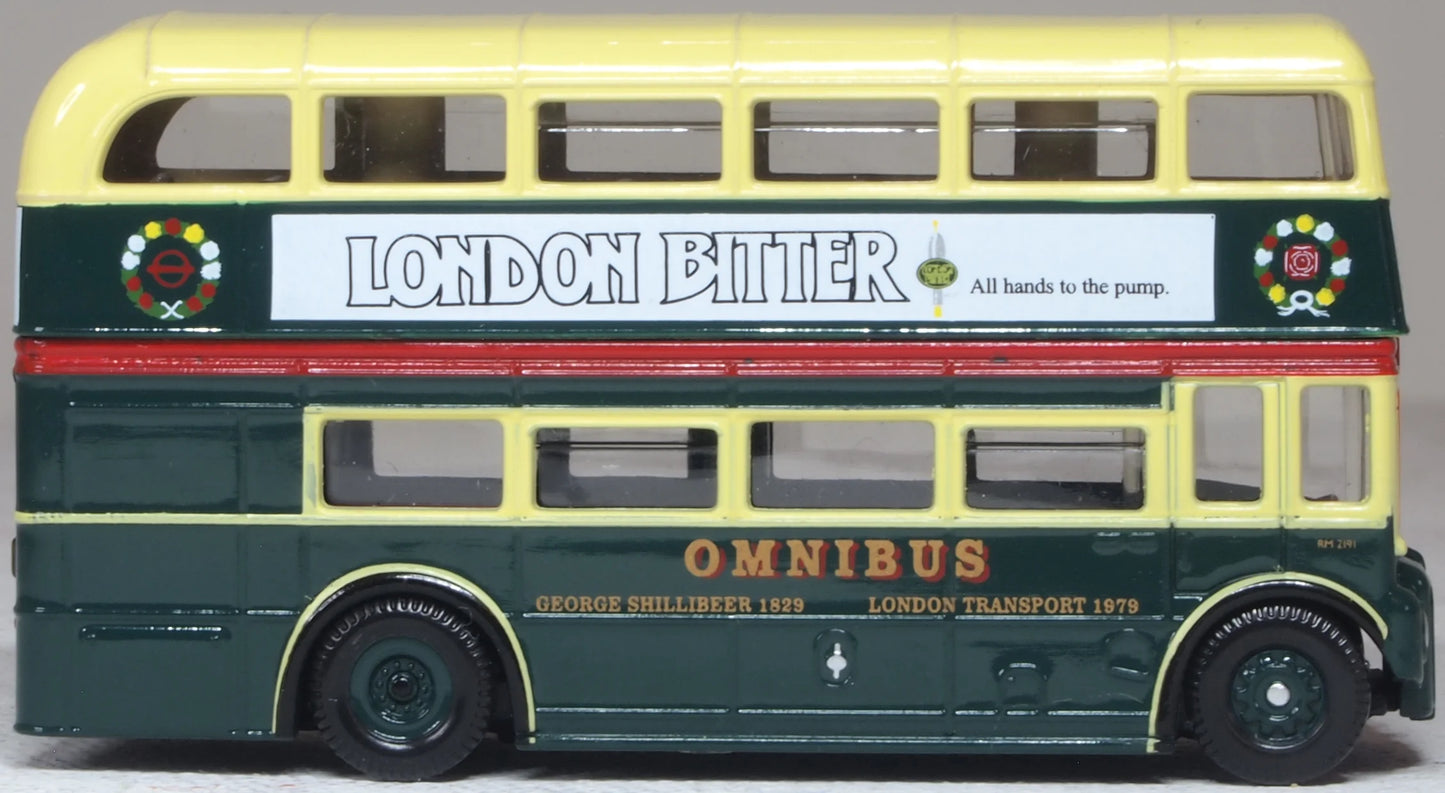 LONDON BITTER
All hands to the pump.
OMNIBUS
RM 2191
GEORGE SHILLIBEER 1829 LONDON TRANSPORT 1979